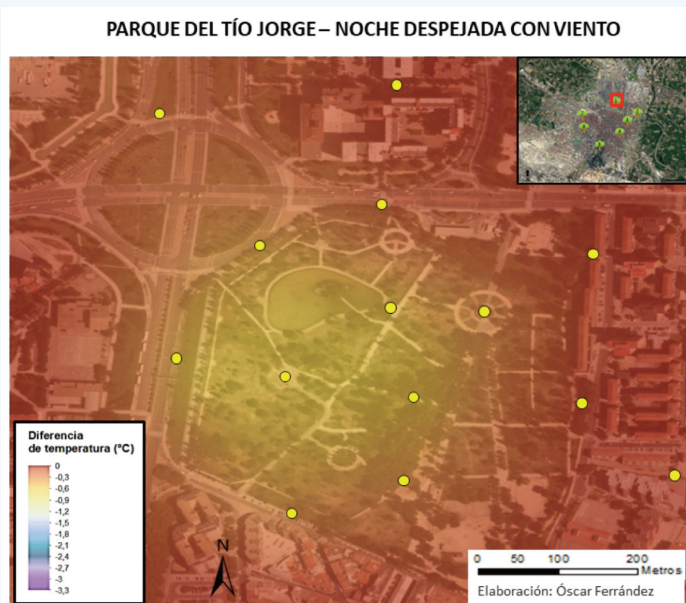 PARQUE DEL TÍO JORGE – NOCHE DESPEJADA CON VIENTO
Diferencia
de temperatura (°C)
0
-0,3
-0,6
-0,9
-1,2
-1,5
-1,8
-2,1
-2,4
-2,7
-3
-3,3
N
0 50 100 200
Metros
Elaboración: Óscar Ferrández